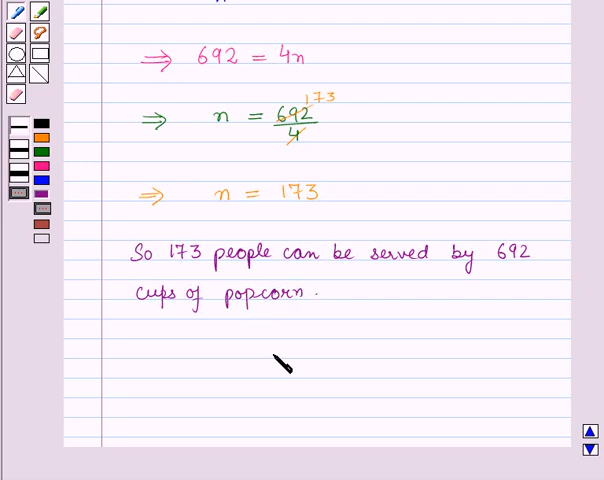 ⇒ 692 = 4n
173
⇒ n = 692/4
⇒ n = 173
So 173 people can be served by 692
cups of popcorn.